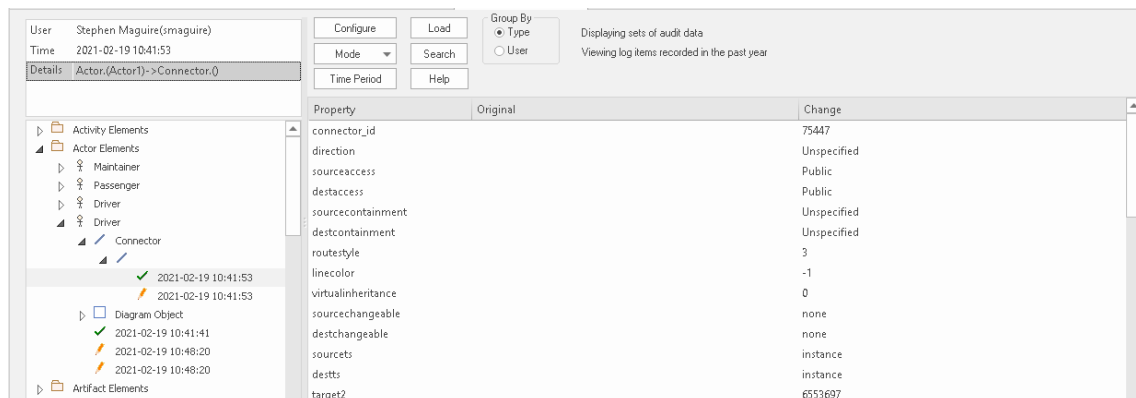 User Stephen Maguire(smaguire)
Time 2021-02-19 10:41:53
Details Actor.(Actor1)->Connector.()
Configure Load
Mode Search
Time Period Help
Group By
Type
User
Displaying sets of audit data
Viewing log items recorded in the past year
Activity Elements
Actor Elements
Maintainer
Passenger
Driver
Driver
Connector
2021-02-19 10:41:53
2021-02-19 10:41:53
Diagram Object
2021-02-19 10:41:41
2021-02-19 10:48:20
2021-02-19 10:48:20
Artifact Elements
Property Original Change
connector_id 75447
direction Unspecified
sourceaccess Public
destaccess Public
sourcecontainment Unspecified
destcontainment Unspecified
routestyle 3
linecolor -1
virtualinheritance 0
sourcechangeable none
destchangeable none
sourcets instance
destts instance
target2 6553697